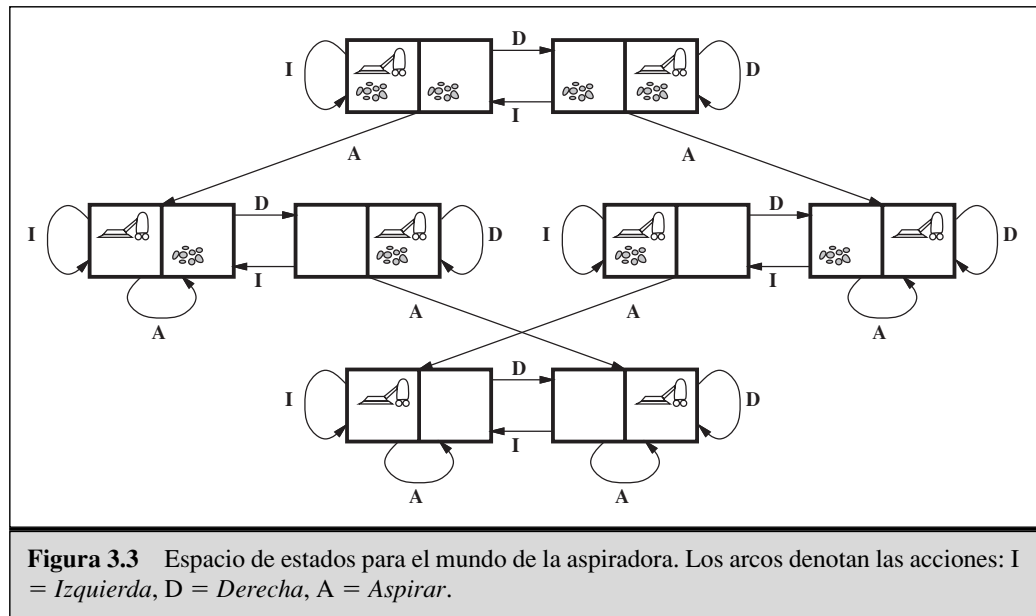 D
I
D
I
A
A
D
D
I
D
I
D
I
I
A
A
A
A
D
I
D
I
A
A
Figura 3.3 Espacio de estados para el mundo de la aspiradora. Los arcos denotan las acciones: I
= Izquierda, D = Derecha, A = Aspirar.